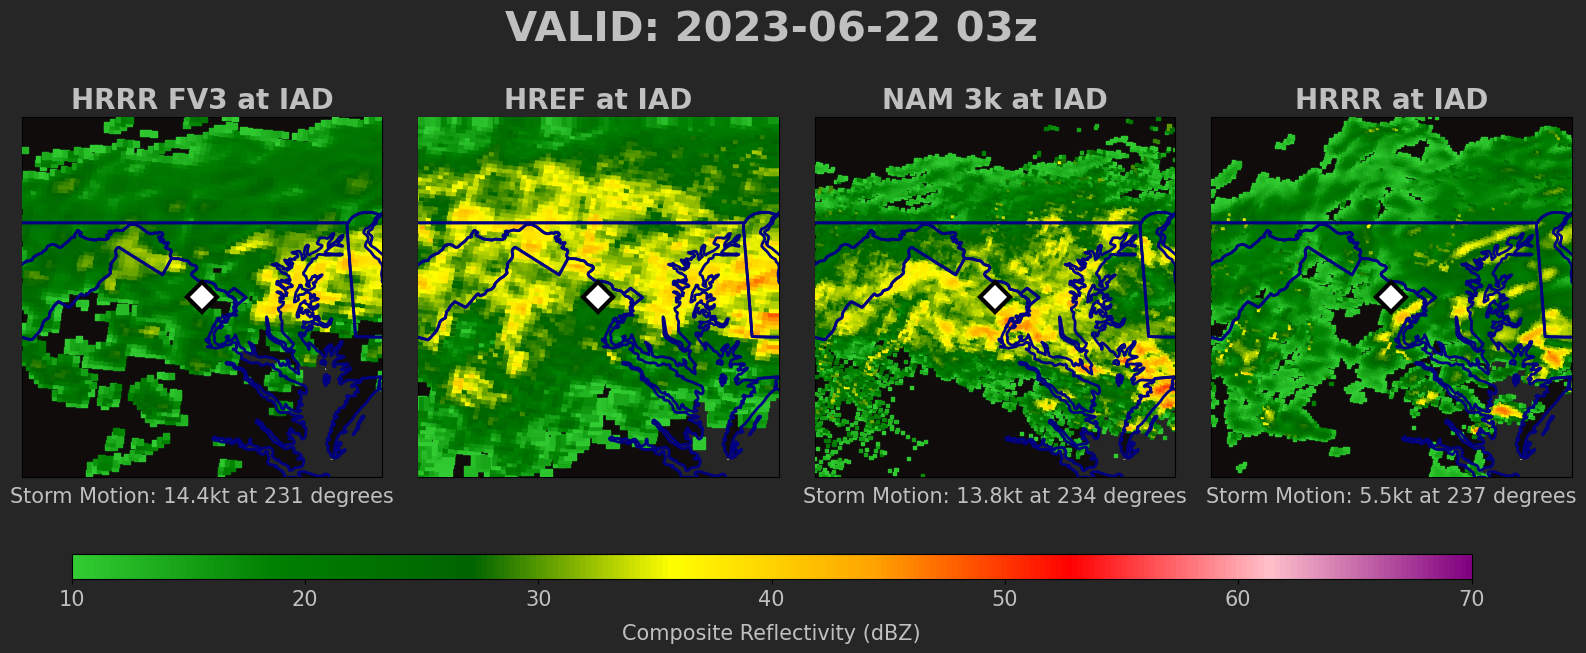 VALID: 2023-06-22 03z
HRRR FV3 at IAD
HREF at IAD
NAM 3k at IAD
HRRR at IAD
Storm Motion: 14.4kt at 231 degrees
Storm Motion: 13.8kt at 234 degrees
Storm Motion: 5.5kt at 237 degrees
10 20 30 40 50 60 70
Composite Reflectivity (dBZ)